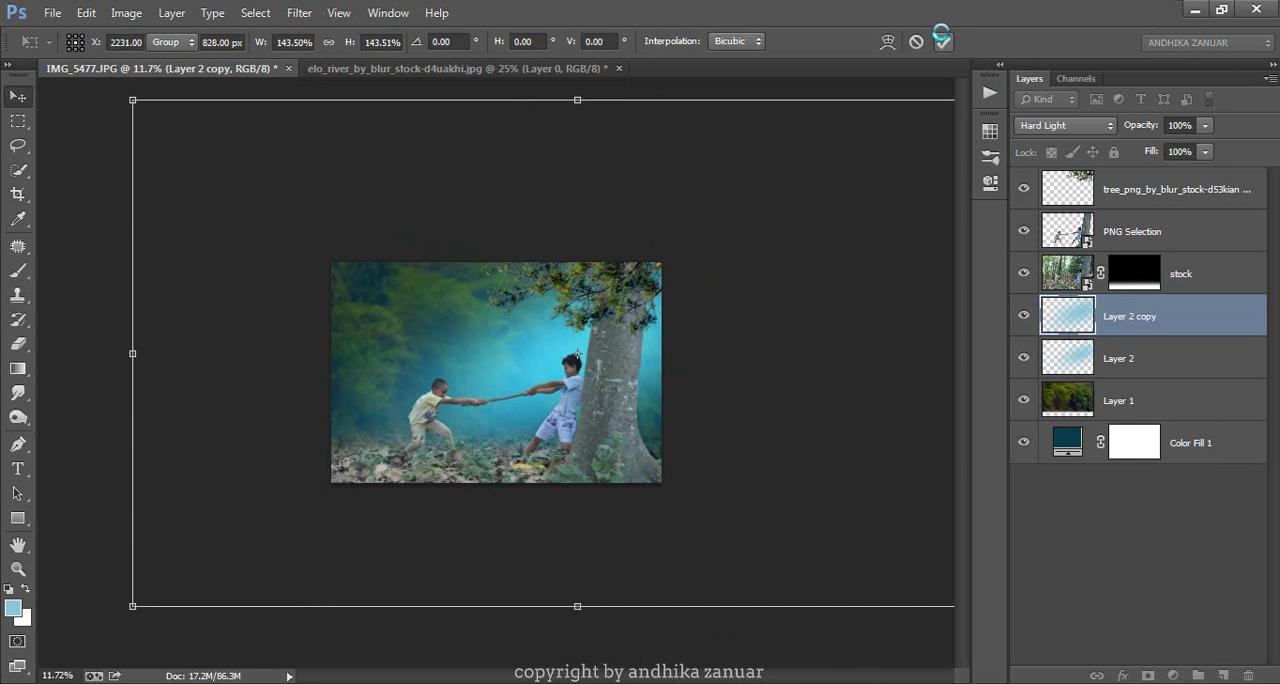 Ps File Edit Image Layer Type Select Filter View Window Help
X: 2231.00 Group 828.00 px W: 143.50% H: 143.51% 0.00 ° H: 0.00 ° V: 0.00 ° Interpolation: Bicubic ANDHIKA ZANUAR
IMG_5477.JPG @ 11.7% (Layer 2 copy, RGB/8) * × elo_river_by_blur_stock-d4uakhi.jpg @ 25% (Layer 0, RGB/8) * ×
Layers Channels
Kind
Hard Light Opacity: 100%
Lock: Fill: 100%
tree_png_by_blur_stock-d53kian ...
PNG Selection
stock
Layer 2 copy
Layer 2
Layer 1
Color Fill 1
11.72% Doc: 17.2M/86.3M
copyright by andhika zanuar